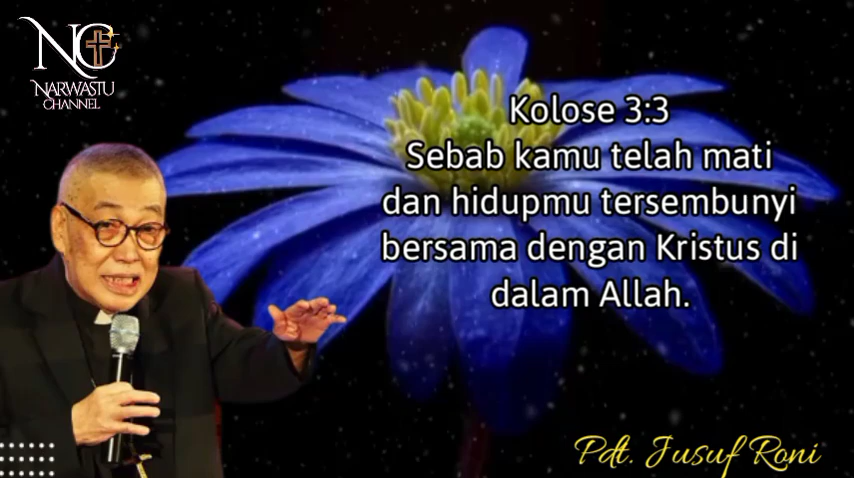 NC
NARWASTU
CHANNEL
Kolose 3:3
Sebab kamu telah mati
dan hidupmu tersembunyi
bersama dengan Kristus di
dalam Allah.
Pdt. Jusuf Roni